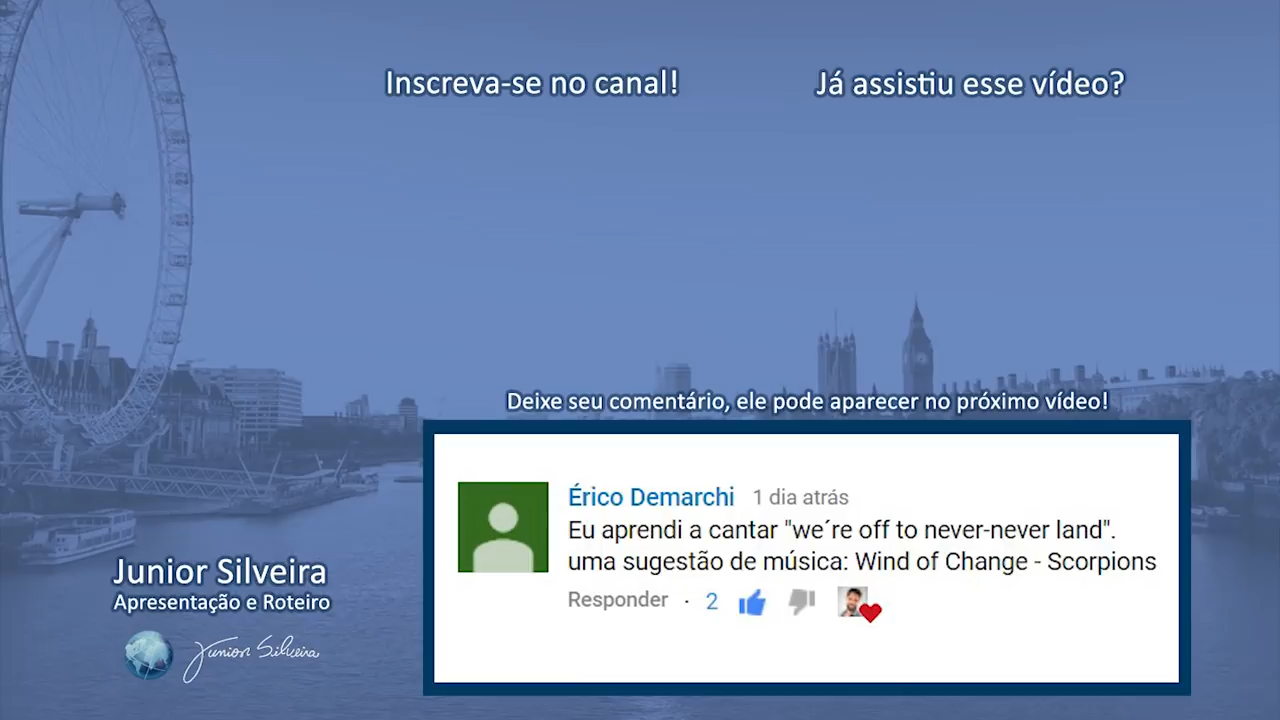 Inscreva-se no canal!
Já assistiu esse vídeo?
Deixe seu comentário, ele pode aparecer no próximo vídeo!
Érico Demarchi 1 dia atrás
Eu aprendi a cantar "we´re off to never-never land".
uma sugestão de música: Wind of Change - Scorpions
Responder · 2
Junior Silveira
Apresentação e Roteiro
Junior Silveira